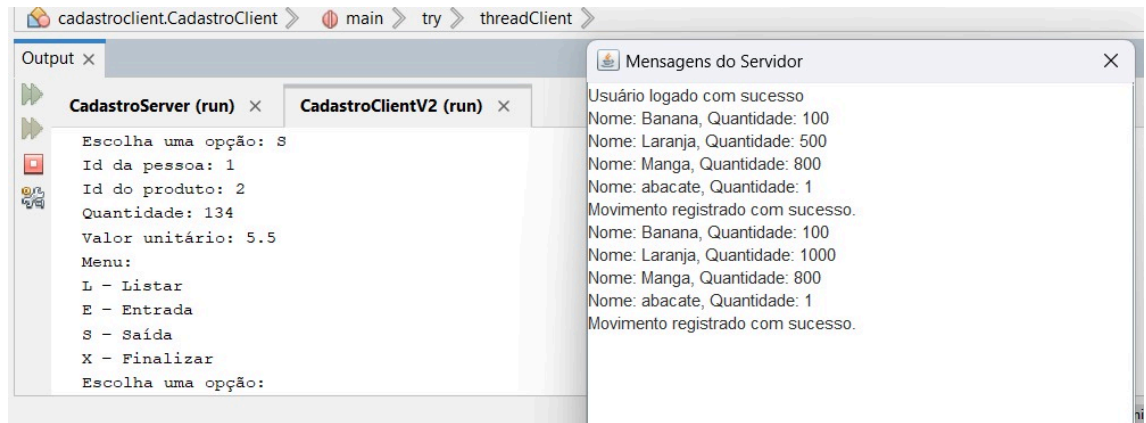 cadastroclient.CadastroClient main try threadClient
Output
CadastroServer (run) CadastroClientV2 (run)
Escolha uma opção: S
Id da pessoa: 1
Id do produto: 2
Quantidade: 134
Valor unitário: 5.5
Menu:
L - Listar
E - Entrada
S - Saída
X - Finalizar
Escolha uma opção:
Mensagens do Servidor
Usuário logado com sucesso
Nome: Banana, Quantidade: 100
Nome: Laranja, Quantidade: 500
Nome: Manga, Quantidade: 800
Nome: abacate, Quantidade: 1
Movimento registrado com sucesso.
Nome: Banana, Quantidade: 100
Nome: Laranja, Quantidade: 1000
Nome: Manga, Quantidade: 800
Nome: abacate, Quantidade: 1
Movimento registrado com sucesso.